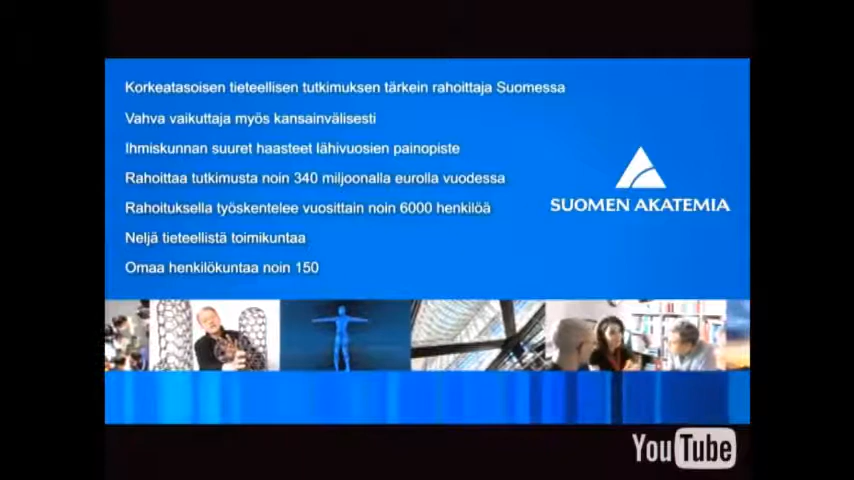 Korkeatasoisen tieteellisen tutkimuksen tärkein rahoittaja Suomessa
Vahva vaikuttaja myös kansainvälisesti
Ihmiskunnan suuret haasteet lähivuosien painopiste
Rahoittaa tutkimusta noin 340 miljoonalla eurolla vuodessa
Rahoituksella työskentelee vuosittain noin 6000 henkilöä
Neljä tieteellistä toimikuntaa
Omaa henkilökuntaa noin 150
SUOMEN AKATEMIA
YouTube